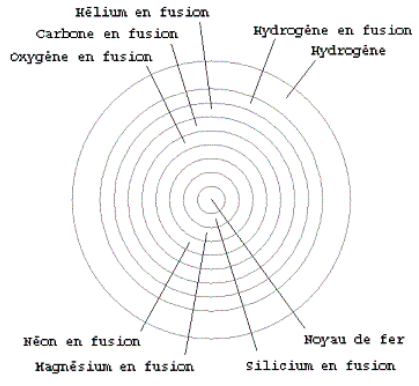 Hélium en fusion
Carbone en fusion
Hydrogène en fusion
Oxygène en fusion
Hydrogène
Néon en fusion
Noyau de fer
Magnésium en fusion
Silicium en fusion